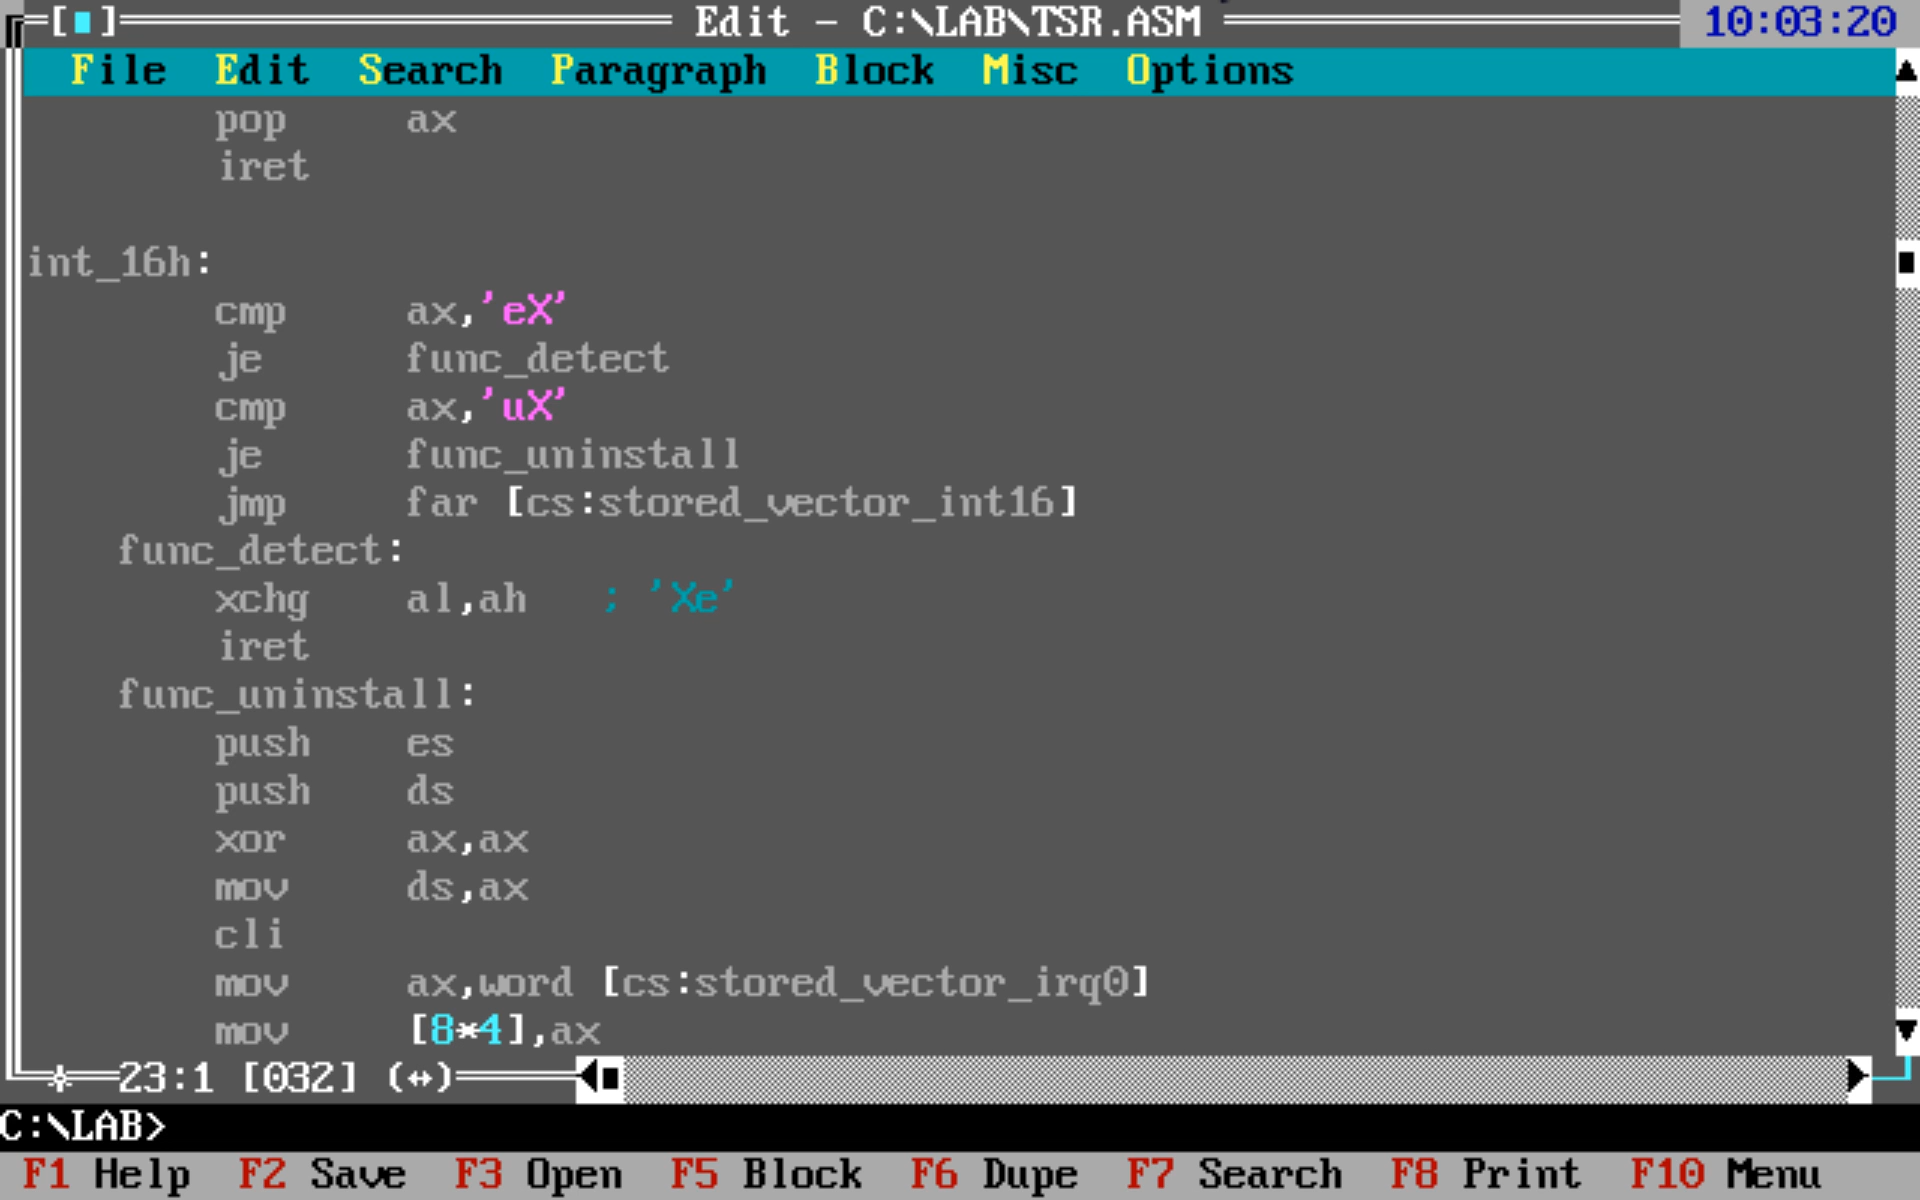 [■] Edit - C:\LAB\TSR.ASM 10:03:20
File Edit Search Paragraph Block Misc Options
pop ax
iret
int_16h:
cmp ax,'eX'
je func_detect
cmp ax,'uX'
je func_uninstall
jmp far [cs:stored_vector_int16]
func_detect:
xchg al,ah ; 'Xe'
iret
func_uninstall:
push es
push ds
xor ax,ax
mov ds,ax
cli
mov ax,word [cs:stored_vector_irq0]
mov [8*4],ax
23:1 [032] (↔)
C:\LAB>
F1 Help F2 Save F3 Open F5 Block F6 Dupe F7 Search F8 Print F10 Menu